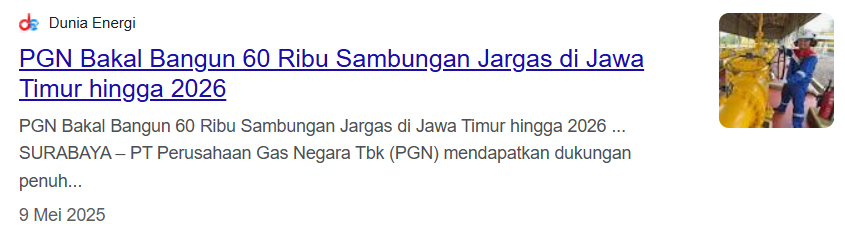 Dunia Energi
PGN Bakal Bangun 60 Ribu Sambungan Jargas di Jawa
Timur hingga 2026
PGN Bakal Bangun 60 Ribu Sambungan Jargas di Jawa Timur hingga 2026 ...
SURABAYA – PT Perusahaan Gas Negara Tbk (PGN) mendapatkan dukungan
penuh...
9 Mei 2025